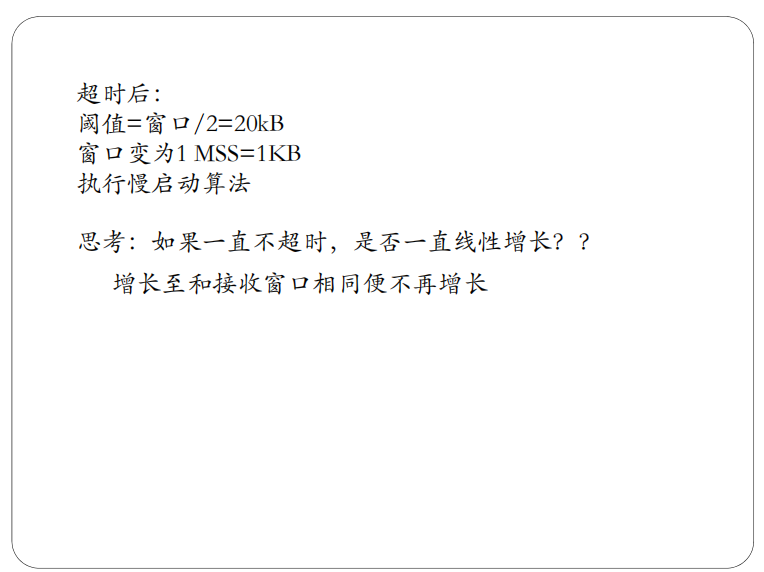 超时后：
阈值=窗口/2=20kB
窗口变为1 MSS=1KB
执行慢启动算法
思考：如果一直不超时，是否一直线性增长？？
增长至和接收窗口相同便不再增长